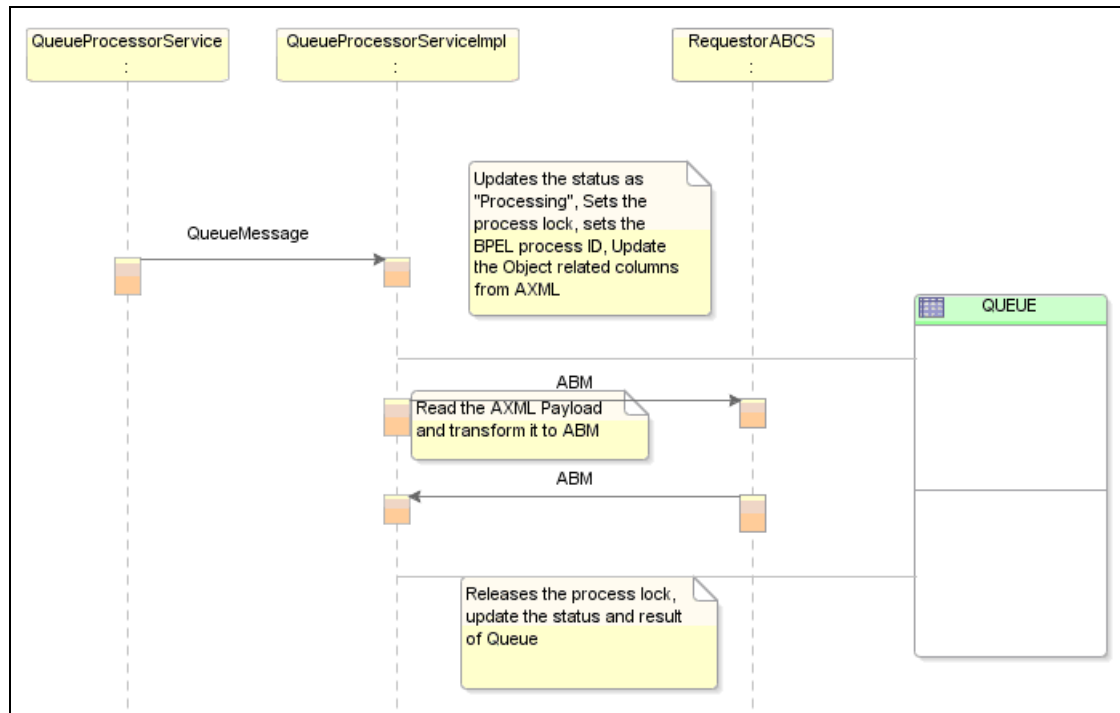 QueueProcessorService
:
QueueProcessorServiceImpl
:
RequestorABCS
:
Updates the status as
"Processing", Sets the
process lock, sets the
BPEL process ID, Update
the Object related columns
from AXML
QueueMessage
QUEUE
ABM
Read the AXML Payload
and transform it to ABM
ABM
Releases the process lock,
update the status and result
of Queue